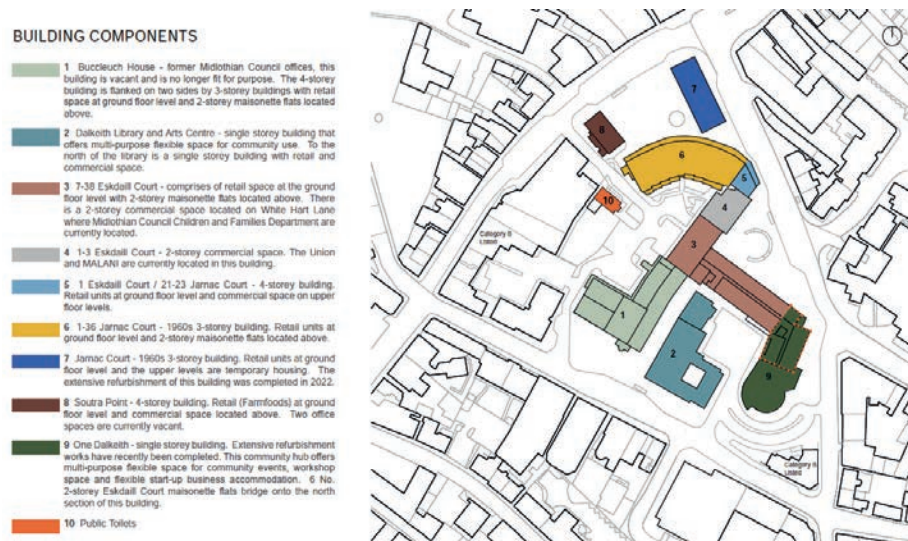 BUILDING COMPONENTS
1 Buccleuch House - former Midlothian Council offices, this
building is vacant and is no longer fit for purpose. The 4-storey
building is flanked on two sides by 3-storey buildings with retail
space at ground floor level and 2-storey maisonette flats located
above.
2 Dalkeith Library and Arts Centre - single storey building that
offers multi-purpose flexible space for community use. To the
north of the library is a single storey building with retail and
commercial space.
3 7-38 Eskdaill Court - comprises of retail space at the ground
floor level with 2-storey maisonette flats located above. There
is a 2-storey commercial space located on White Hart Lane
where Midlothian Council Children and Families Department are
currently located.
4 1-3 Eskdaill Court - 2-storey commercial space. The Union
and MALANI are currently located in this building.
5 1 Eskdaill Court / 21-23 Jarnac Court - 4-storey building.
Retail units at ground floor level and commercial space on upper
floor levels.
6 1-36 Jarnac Court - 1960s 3-storey building. Retail units at
ground floor level and 2-storey maisonette flats located above.
7 Jarnac Court - 1960s 3-storey building. Retail units at ground
floor level and the upper levels are temporary housing. The
extensive refurbishment of this building was completed in 2022.
8 Soutra Point - 4-storey building. Retail (Farmfoods) at ground
floor level and commercial space located above. Two office
spaces are currently vacant.
9 One Dalkeith - single storey building. Extensive refurbishment
works have recently been completed. This community hub offers
multi-purpose flexible space for community events, workshop
space and flexible start-up business accommodation. 6 No.
2-storey Eskdaill Court maisonette flats bridge onto the north
section of this building.
10 Public Toilets
7
8
6
5
10
4
Category B
Listed
3
1
2
9
Category B
Listed